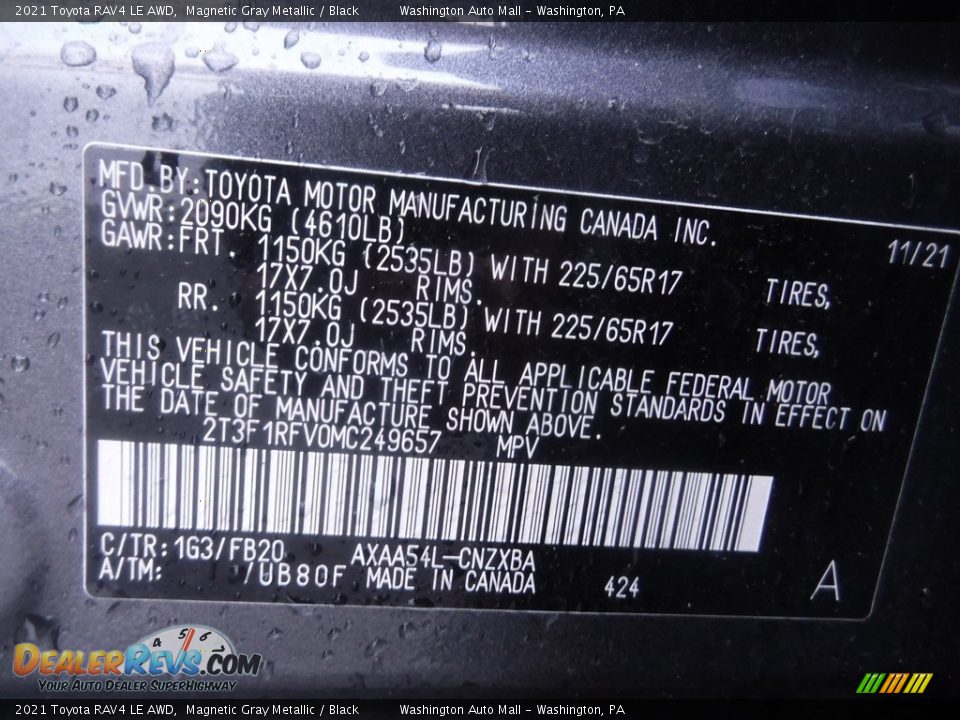 2021 Toyota RAV4 LE AWD,  Magnetic Gray Metallic / Black          Washington Auto Mall - Washington, PA
MFD.BY:TOYOTA MOTOR MANUFACTURING CANADA INC.
GVWR:2090KG (4610LB) 11/21
GAWR:FRT. 1150KG (2535LB) WITH 225/65R17 TIRES,
17X7.0J RIMS.
RR. 1150KG (2535LB) WITH 225/65R17 TIRES,
17X7.0J RIMS.
THIS VEHICLE CONFORMS TO ALL APPLICABLE FEDERAL MOTOR
VEHICLE SAFETY AND THEFT PREVENTION STANDARDS IN EFFECT ON
THE DATE OF MANUFACTURE SHOWN ABOVE.
2T3F1RFV0MC249657 MPV
C/TR:1G3/FB20 AXAA54L-CNZXBA
A/TM: /UB80F MADE IN CANADA 424 A
4 5 6 7
DEALERREVS.COM
YOUR AUTO DEALER SUPERHIGHWAY
2021 Toyota RAV4 LE AWD,  Magnetic Gray Metallic / Black          Washington Auto Mall - Washington, PA